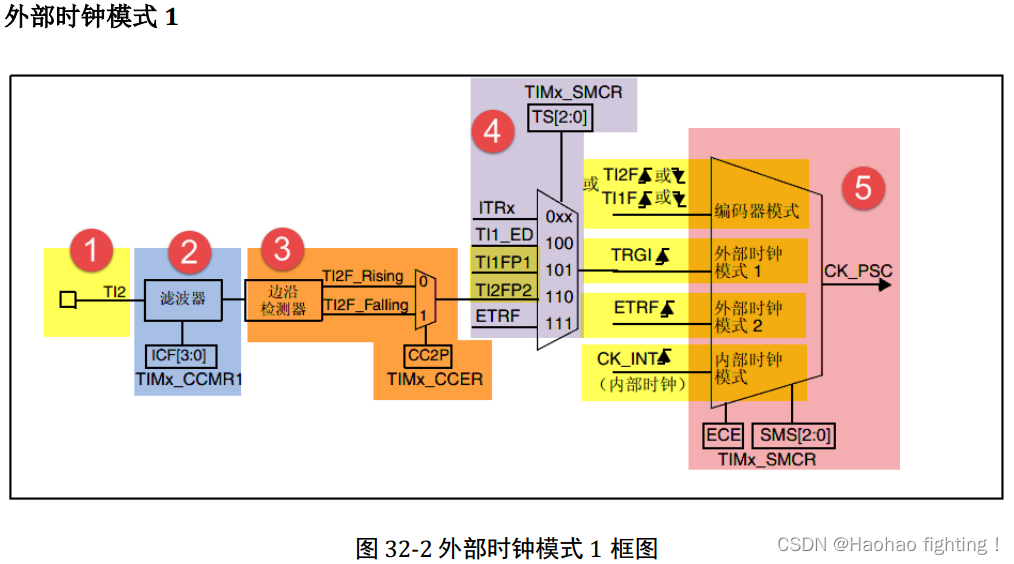 外部时钟模式 1
TIMx_SMCR
TS[2:0]
4
ITRx
TI1_ED
TI1FP1
TI2FP2
ETRF
0xx
100
101
110
111
1
TI2
2
滤波器
ICF[3:0]
TIMx_CCMR1
3
边沿
检测器
TI2F_Rising
TI2F_Falling
0
1
CC2P
TIMx_CCER
或
TI2F 或
TI1F 或
编码器模式
TRGI
外部时钟
模式 1
ETRF
外部时钟
模式 2
CK_INT
（内部时钟）
内部时钟
模式
5
CK_PSC
ECE
SMS[2:0]
TIMx_SMCR
图 32-2 外部时钟模式 1 框图
CSDN @Haohao fighting！